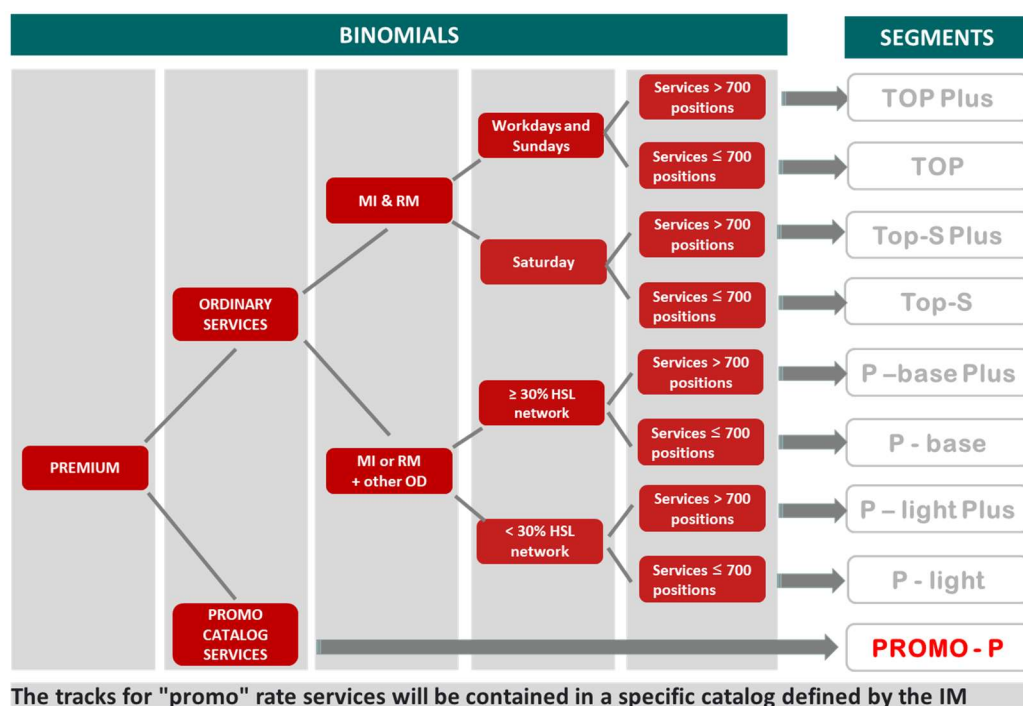 BINOMIALS
SEGMENTS
PREMIUM
ORDINARY
SERVICES
PROMO
CATALOG
SERVICES
MI & RM
MI or RM
+ other OD
Workdays and
Sundays
Saturday
≥ 30% HSL
network
< 30% HSL
network
Services > 700
positions
Services ≤ 700
positions
Services > 700
positions
Services ≤ 700
positions
Services > 700
positions
Services ≤ 700
positions
Services > 700
positions
Services ≤ 700
positions
TOP Plus
TOP
Top-S Plus
Top-S
P –base Plus
P - base
P – light Plus
P - light
PROMO - P
The tracks for "promo" rate services will be contained in a specific catalog defined by the IM